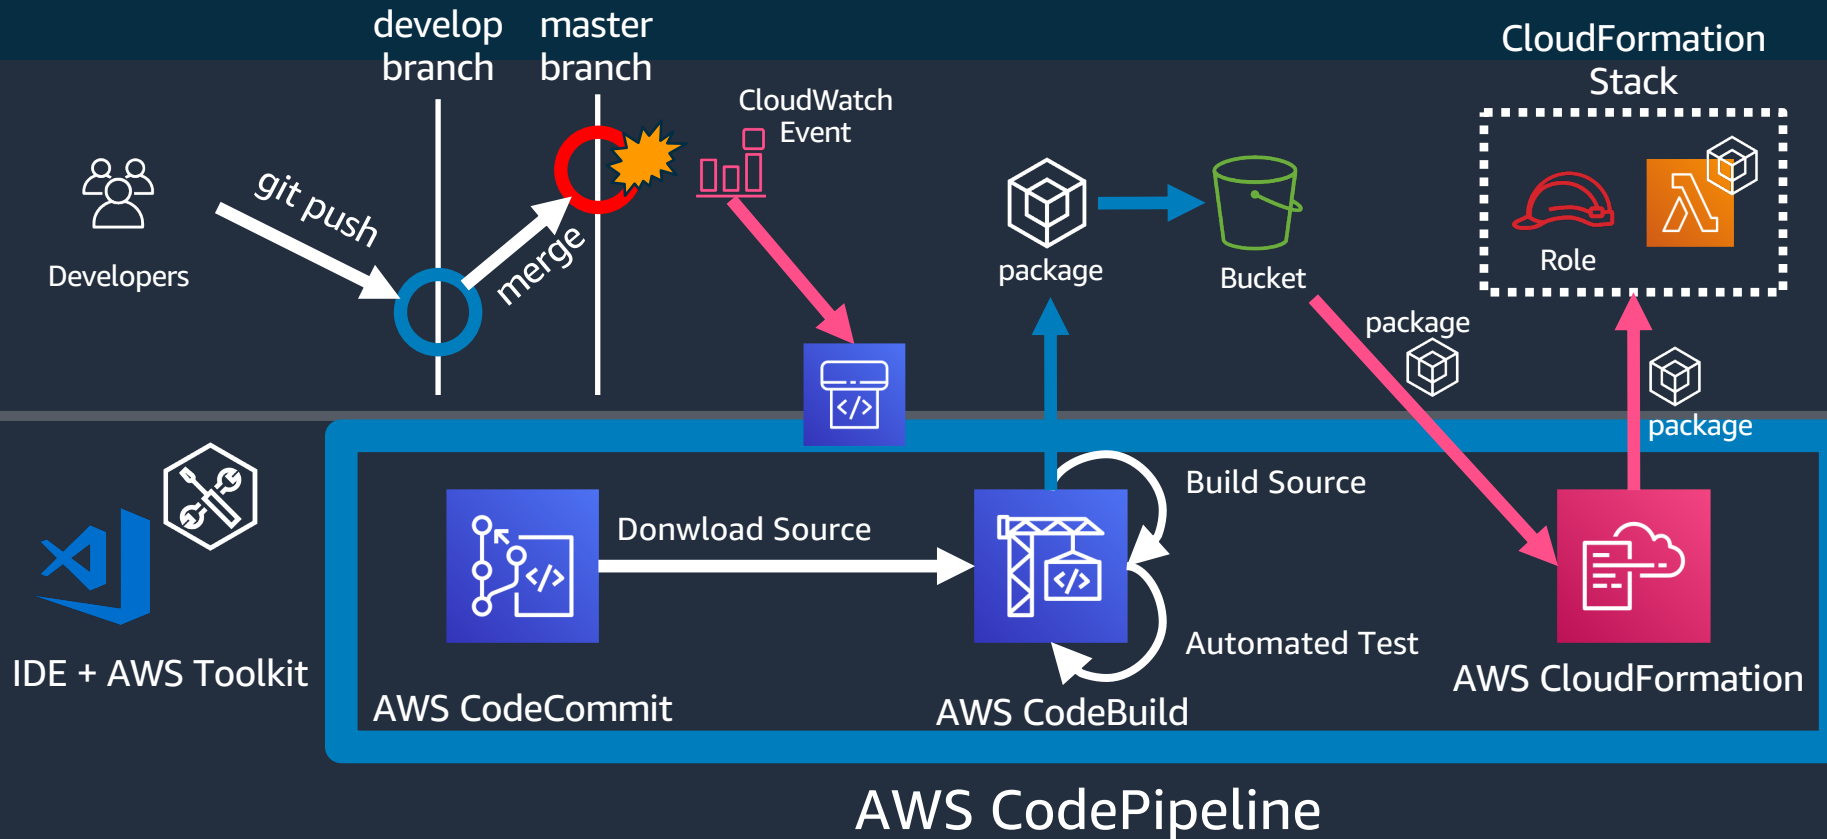 develop
branch
master
branch
CloudFormation
Stack
CloudWatch
Event
git push
merge
Developers
package
Bucket
Role
package
package
</>
IDE + AWS Toolkit
Donwload Source
Build Source
Automated Test
</>
</>
AWS CodeCommit
AWS CodeBuild
AWS CloudFormation
AWS CodePipeline